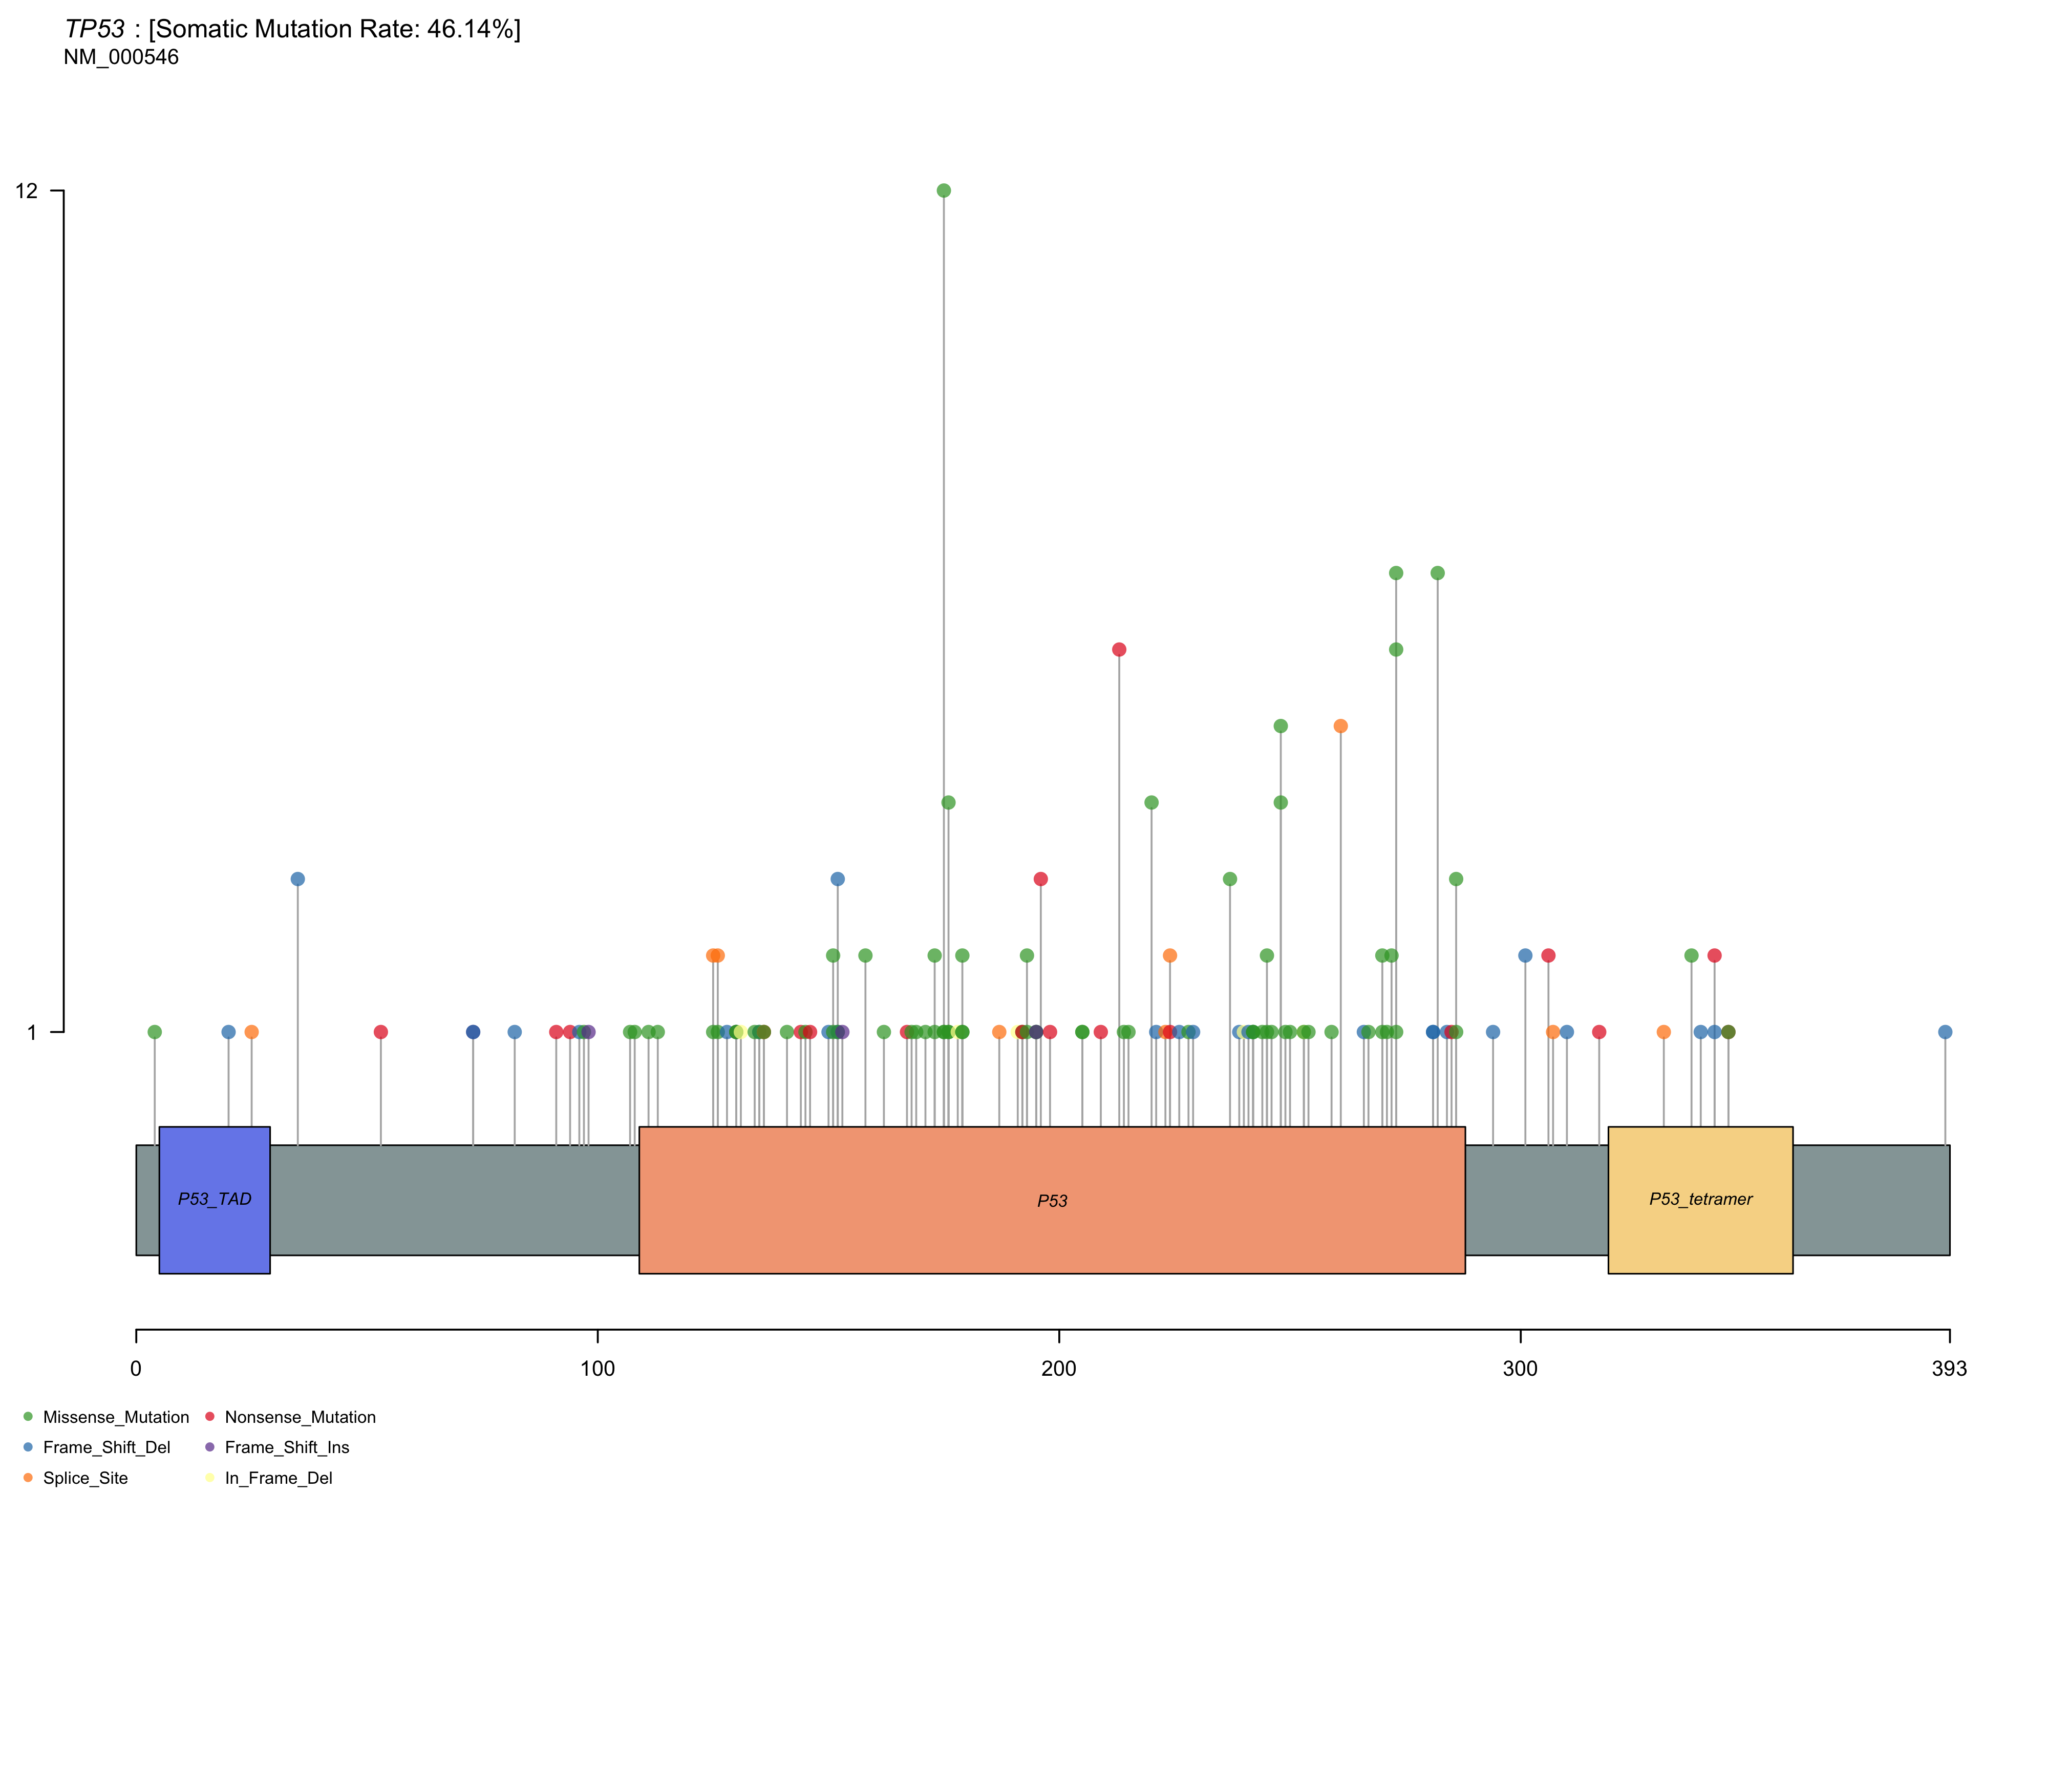 TP53 : [Somatic Mutation Rate: 46.14%]
NM_000546
12
1
P53_TAD
P53
P53_tetramer
0 100 200 300 393
Missense_Mutation Nonsense_Mutation
Frame_Shift_Del Frame_Shift_Ins
Splice_Site In_Frame_Del